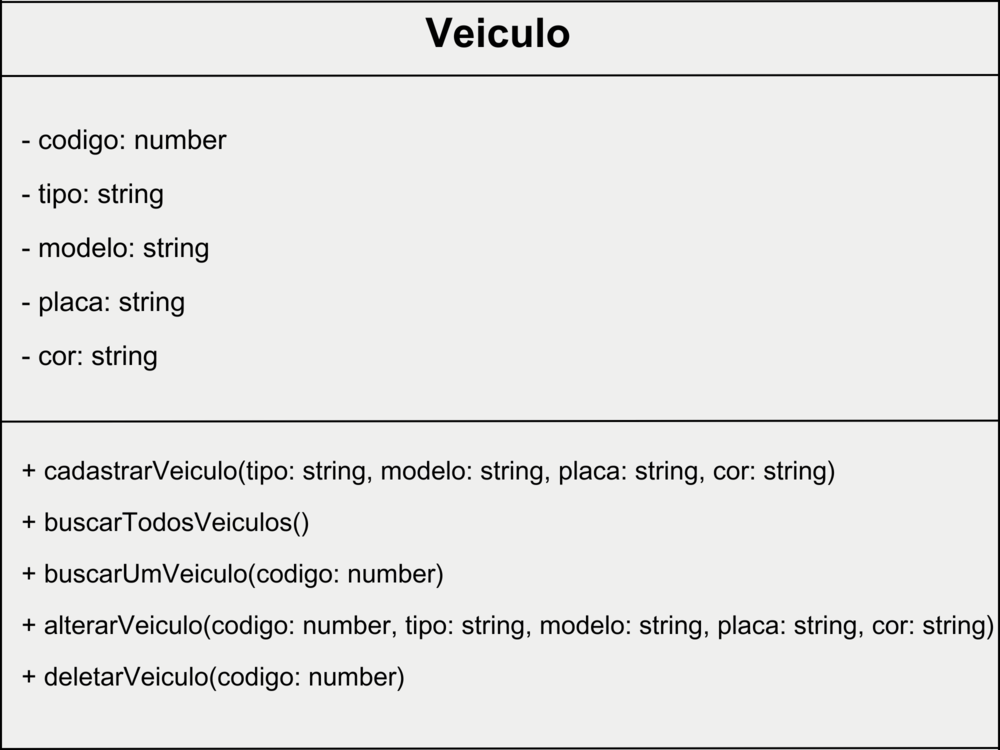 Veiculo
- codigo: number
- tipo: string
- modelo: string
- placa: string
- cor: string
+ cadastrarVeiculo(tipo: string, modelo: string, placa: string, cor: string)
+ buscarTodosVeiculos()
+ buscarUmVeiculo(codigo: number)
+ alterarVeiculo(codigo: number, tipo: string, modelo: string, placa: string, cor: string)
+ deletarVeiculo(codigo: number)